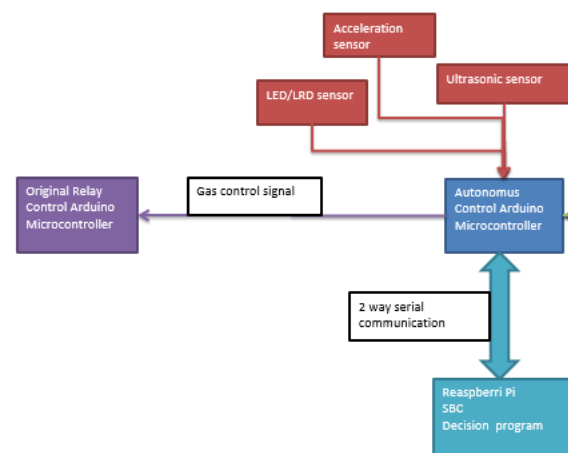 Acceleration
sensor
Ultrasonic sensor
LED/LRD sensor
Original Relay
Control Arduino
Microcontroller
Gas control signal
Autonomus
Control Arduino
Microcontroller
2 way serial
communication
Reaspberri Pi
SBC
Decision program